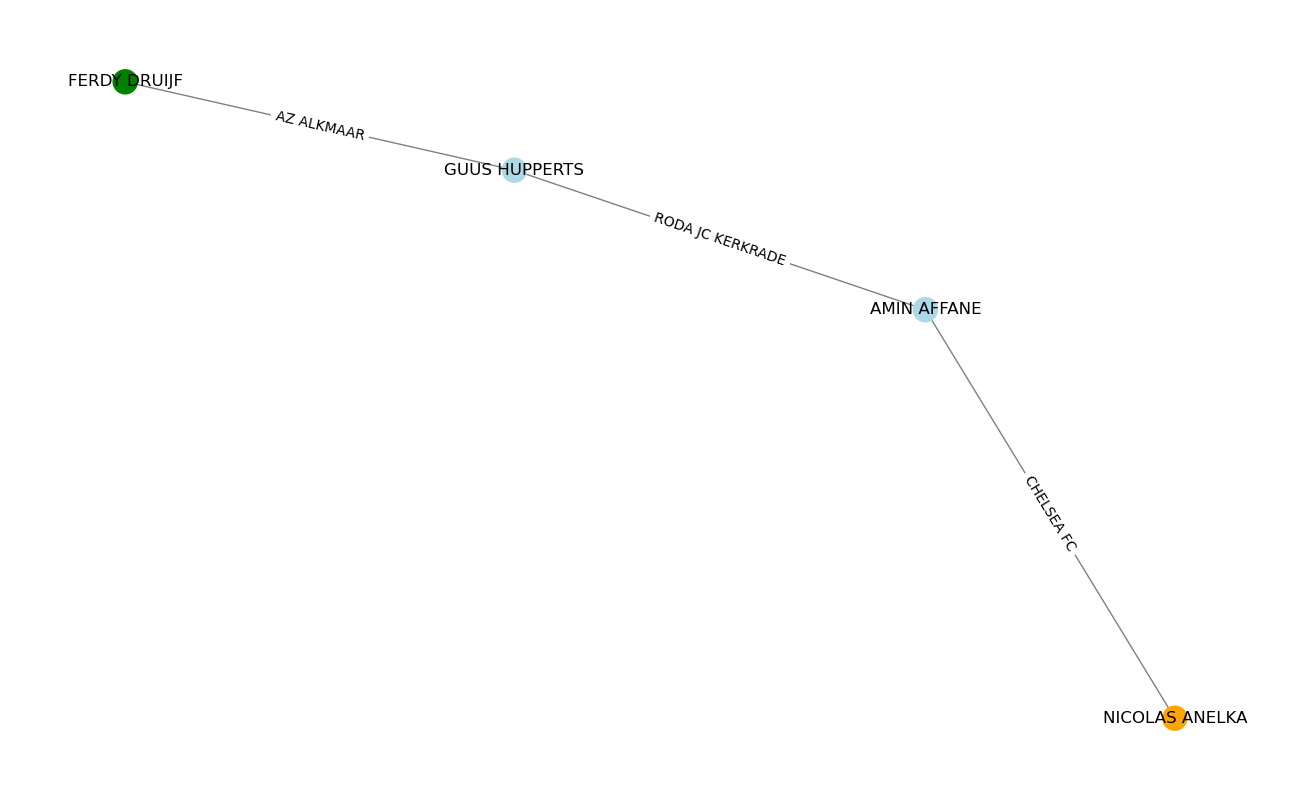 FERDY DRUIJF
AZ ALKMAAR
GUUS HUPPERTS
RODA JC KERKRADE
AMIN AFFANE
CHELSEA FC
NICOLAS ANELKA